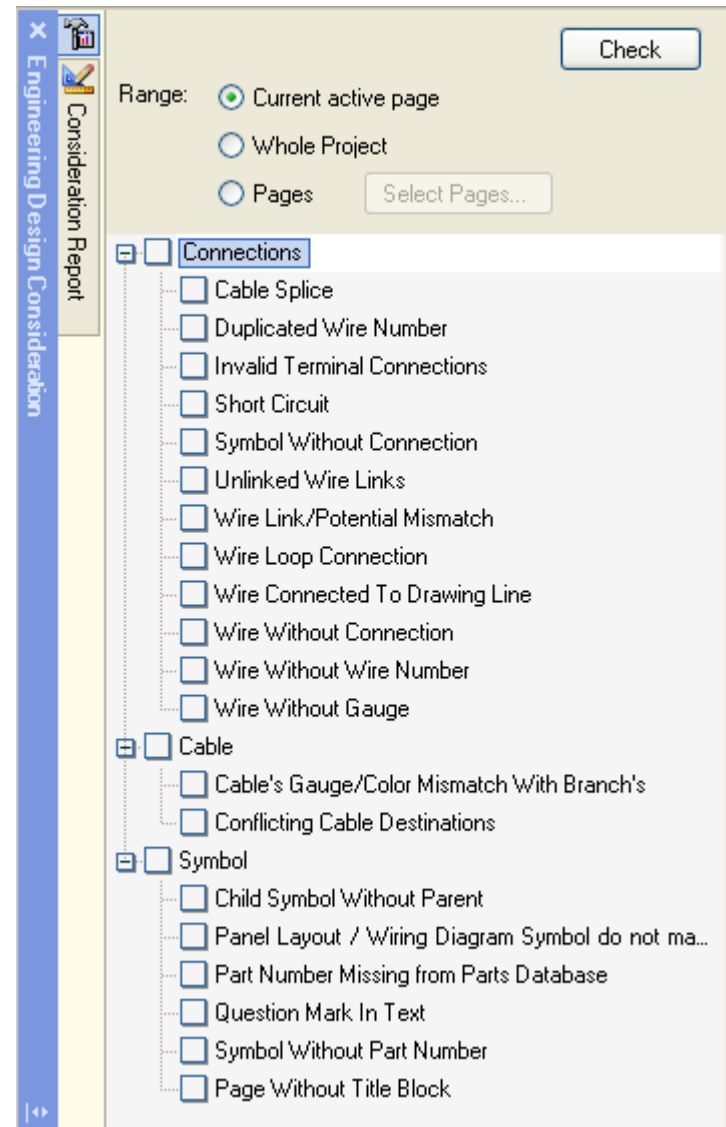 Engineering Design Consideration
Consideration Report
Check
Range:
Current active page
Whole Project
Pages
Select Pages...
Connections
Cable Splice
Duplicated Wire Number
Invalid Terminal Connections
Short Circuit
Symbol Without Connection
Unlinked Wire Links
Wire Link/Potential Mismatch
Wire Loop Connection
Wire Connected To Drawing Line
Wire Without Connection
Wire Without Wire Number
Wire Without Gauge
Cable
Cable's Gauge/Color Mismatch With Branch's
Conflicting Cable Destinations
Symbol
Child Symbol Without Parent
Panel Layout / Wiring Diagram Symbol do not ma...
Part Number Missing from Parts Database
Question Mark In Text
Symbol Without Part Number
Page Without Title Block